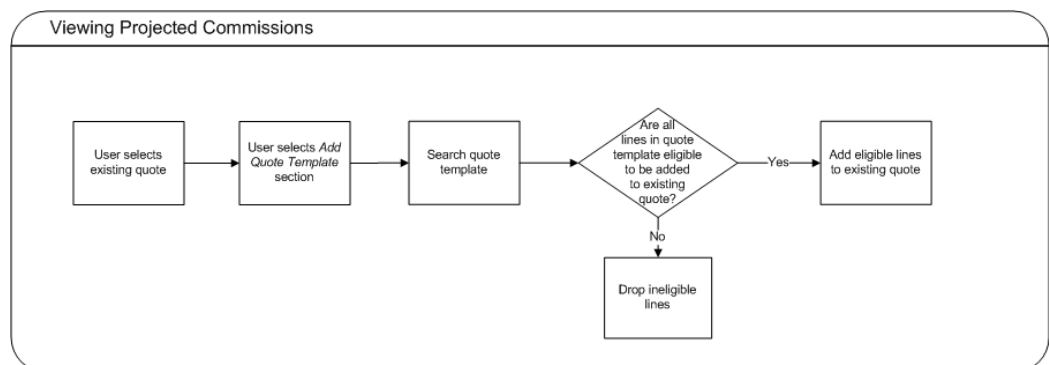 Viewing Projected Commissions
User selects
existing quote
User selects Add
Quote Template
section
Search quote
template
Are all
lines in quote
template eligible
to be added
to existing
quote?
Yes
Add eligible lines
to existing quote
No
Drop ineligible
lines